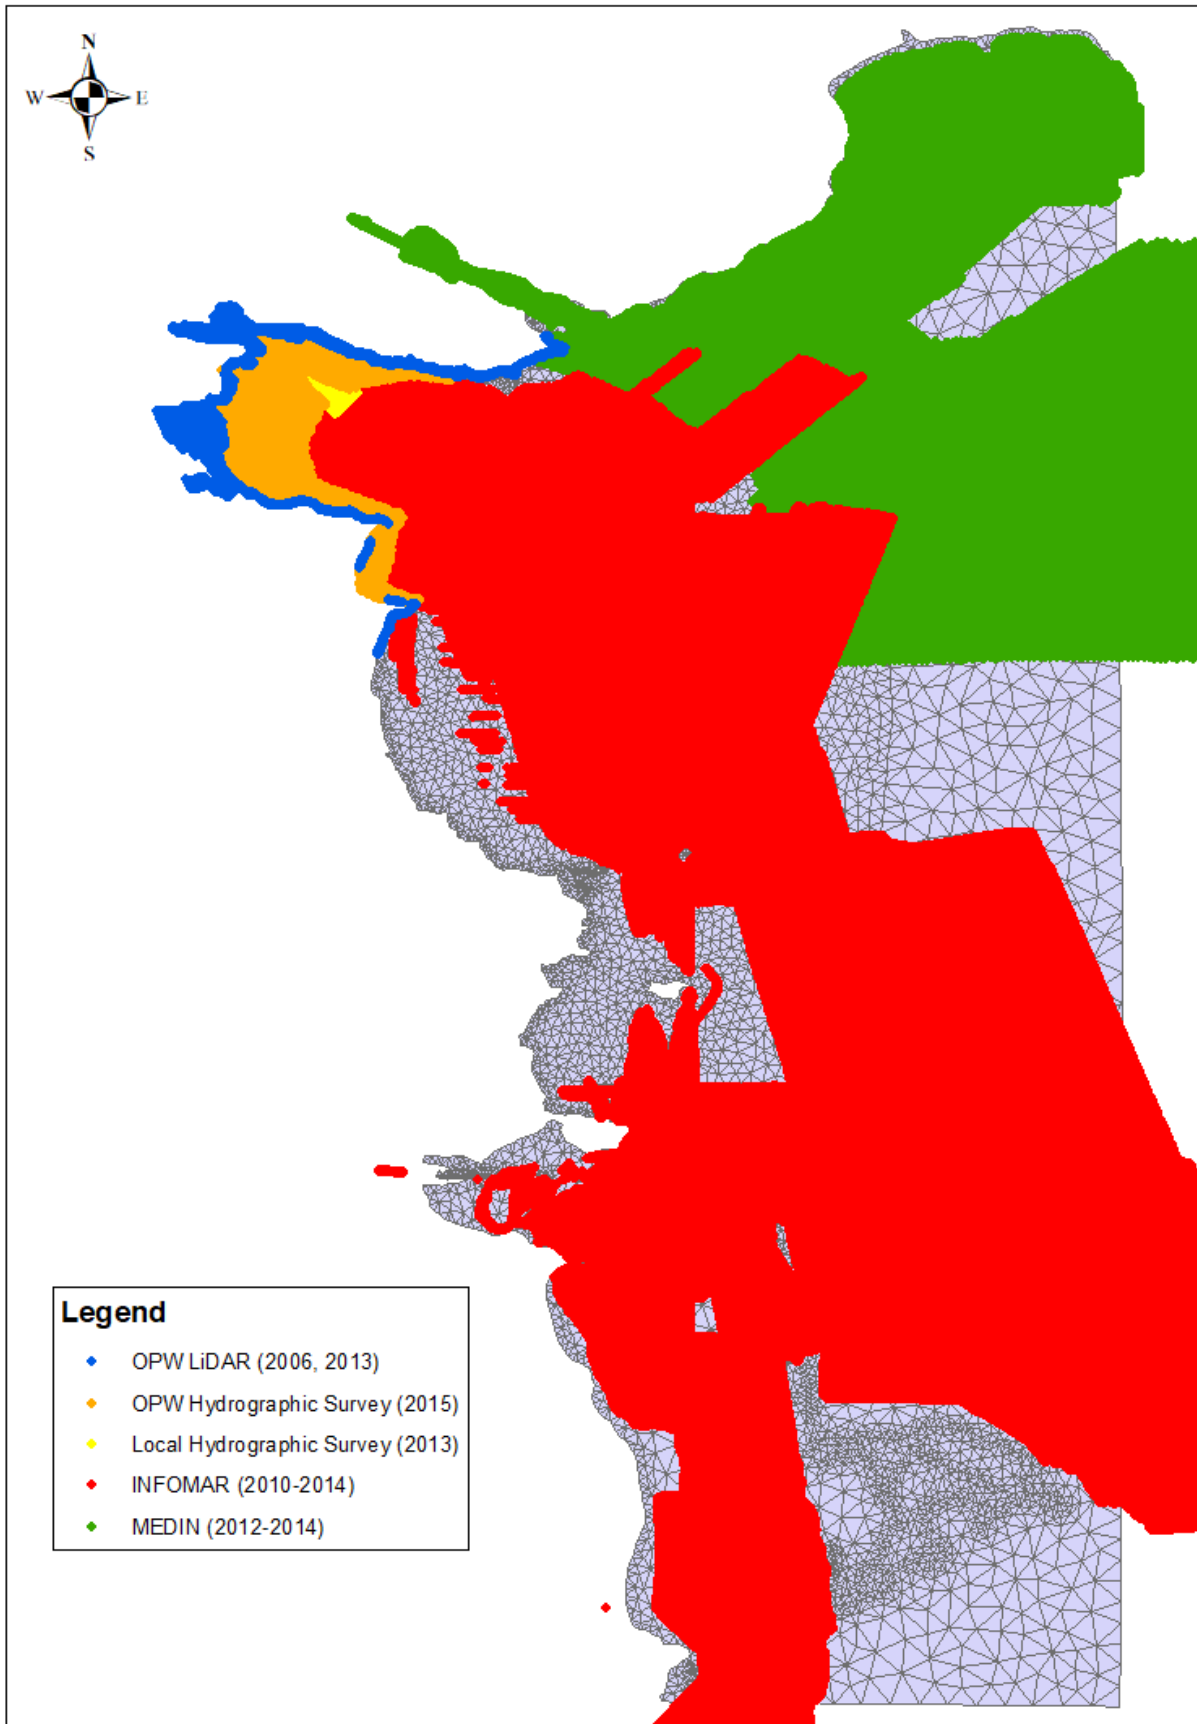 N
W E
S
Legend
OPW LiDAR (2006, 2013)
OPW Hydrographic Survey (2015)
Local Hydrographic Survey (2013)
INFOMAR (2010-2014)
MEDIN (2012-2014)